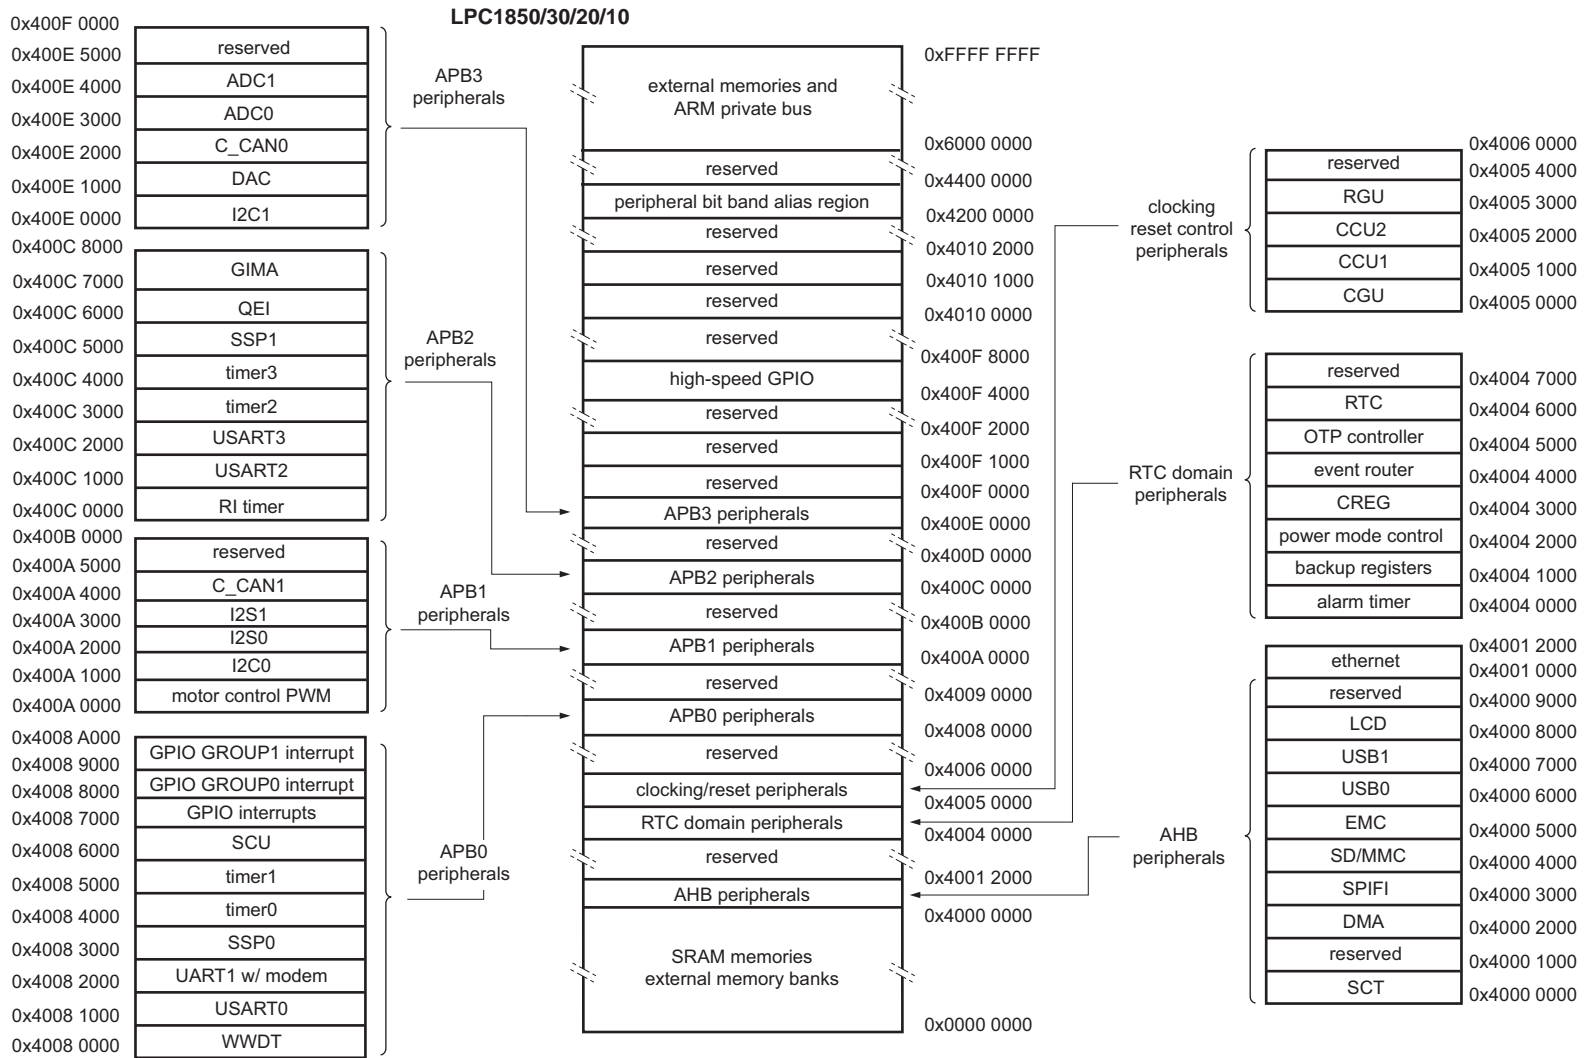 LPC1850/30/20/10
0x400F 0000
reserved
0x400E 5000
ADC1
0x400E 4000
ADC0
0x400E 3000
C_CAN0
0x400E 2000
DAC
0x400E 1000
I2C1
0x400E 0000
APB3
peripherals
0x400C 8000
GIMA
0x400C 7000
QEI
0x400C 6000
SSP1
0x400C 5000
timer3
0x400C 4000
timer2
0x400C 3000
USART3
0x400C 2000
USART2
0x400C 1000
RI timer
0x400C 0000
APB2
peripherals
0x400B 0000
reserved
0x400A 5000
C_CAN1
0x400A 4000
I2S1
0x400A 3000
I2S0
0x400A 2000
I2C0
0x400A 1000
motor control PWM
0x400A 0000
APB1
peripherals
0x4008 A000
GPIO GROUP1 interrupt
0x4008 9000
GPIO GROUP0 interrupt
0x4008 8000
GPIO interrupts
0x4008 7000
SCU
0x4008 6000
timer1
0x4008 5000
timer0
0x4008 4000
SSP0
0x4008 3000
UART1 w/ modem
0x4008 2000
USART0
0x4008 1000
WWDT
0x4008 0000
APB0
peripherals
0xFFFF FFFF
external memories and
ARM private bus
0x6000 0000
reserved
0x4400 0000
peripheral bit band alias region
0x4200 0000
reserved
0x4010 2000
reserved
0x4010 1000
reserved
0x4010 0000
reserved
0x400F 8000
high-speed GPIO
0x400F 4000
reserved
0x400F 2000
reserved
0x400F 1000
reserved
0x400F 0000
APB3 peripherals
0x400E 0000
reserved
0x400D 0000
APB2 peripherals
0x400C 0000
reserved
0x400B 0000
APB1 peripherals
0x400A 0000
reserved
0x4009 0000
APB0 peripherals
0x4008 0000
reserved
0x4006 0000
clocking/reset peripherals
0x4005 0000
RTC domain peripherals
0x4004 0000
reserved
0x4001 2000
AHB peripherals
0x4000 0000
SRAM memories
external memory banks
0x0000 0000
clocking
reset control
peripherals
0x4006 0000
reserved
0x4005 4000
RGU
0x4005 3000
CCU2
0x4005 2000
CCU1
0x4005 1000
CGU
0x4005 0000
RTC domain
peripherals
reserved
0x4004 7000
RTC
0x4004 6000
OTP controller
0x4004 5000
event router
0x4004 4000
CREG
0x4004 3000
power mode control
0x4004 2000
backup registers
0x4004 1000
alarm timer
0x4004 0000
AHB
peripherals
0x4001 2000
ethernet
0x4001 0000
reserved
0x4000 9000
LCD
0x4000 8000
USB1
0x4000 7000
USB0
0x4000 6000
EMC
0x4000 5000
SD/MMC
0x4000 4000
SPIFI
0x4000 3000
DMA
0x4000 2000
reserved
0x4000 1000
SCT
0x4000 0000